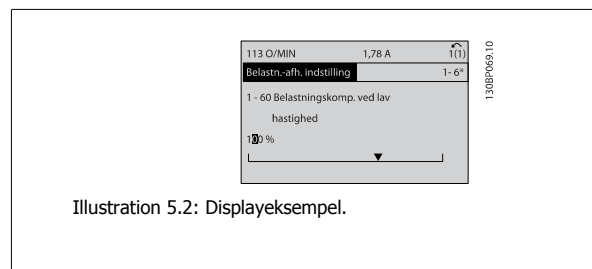 113 O/MIN 1,78 A 1(1)
Belastn.-afh. indstilling 1- 6*
1 - 60 Belastningskomp. ved lav
hastighed
100 %
130BP069.10
Illustration 5.2: Displayeksempel.